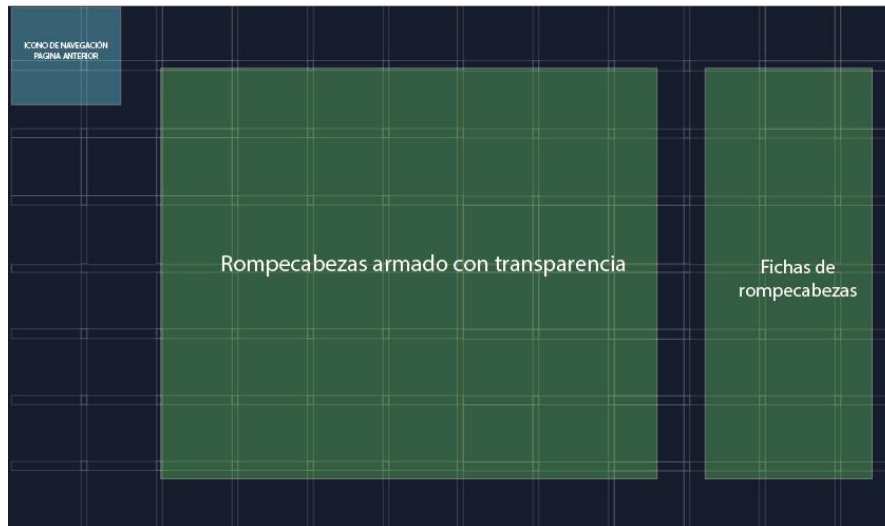 ICONO DE NAVEGACIÓN
PAGINA ANTERIOR
Rompecabezas armado con transparencia
Fichas de
rompecabezas